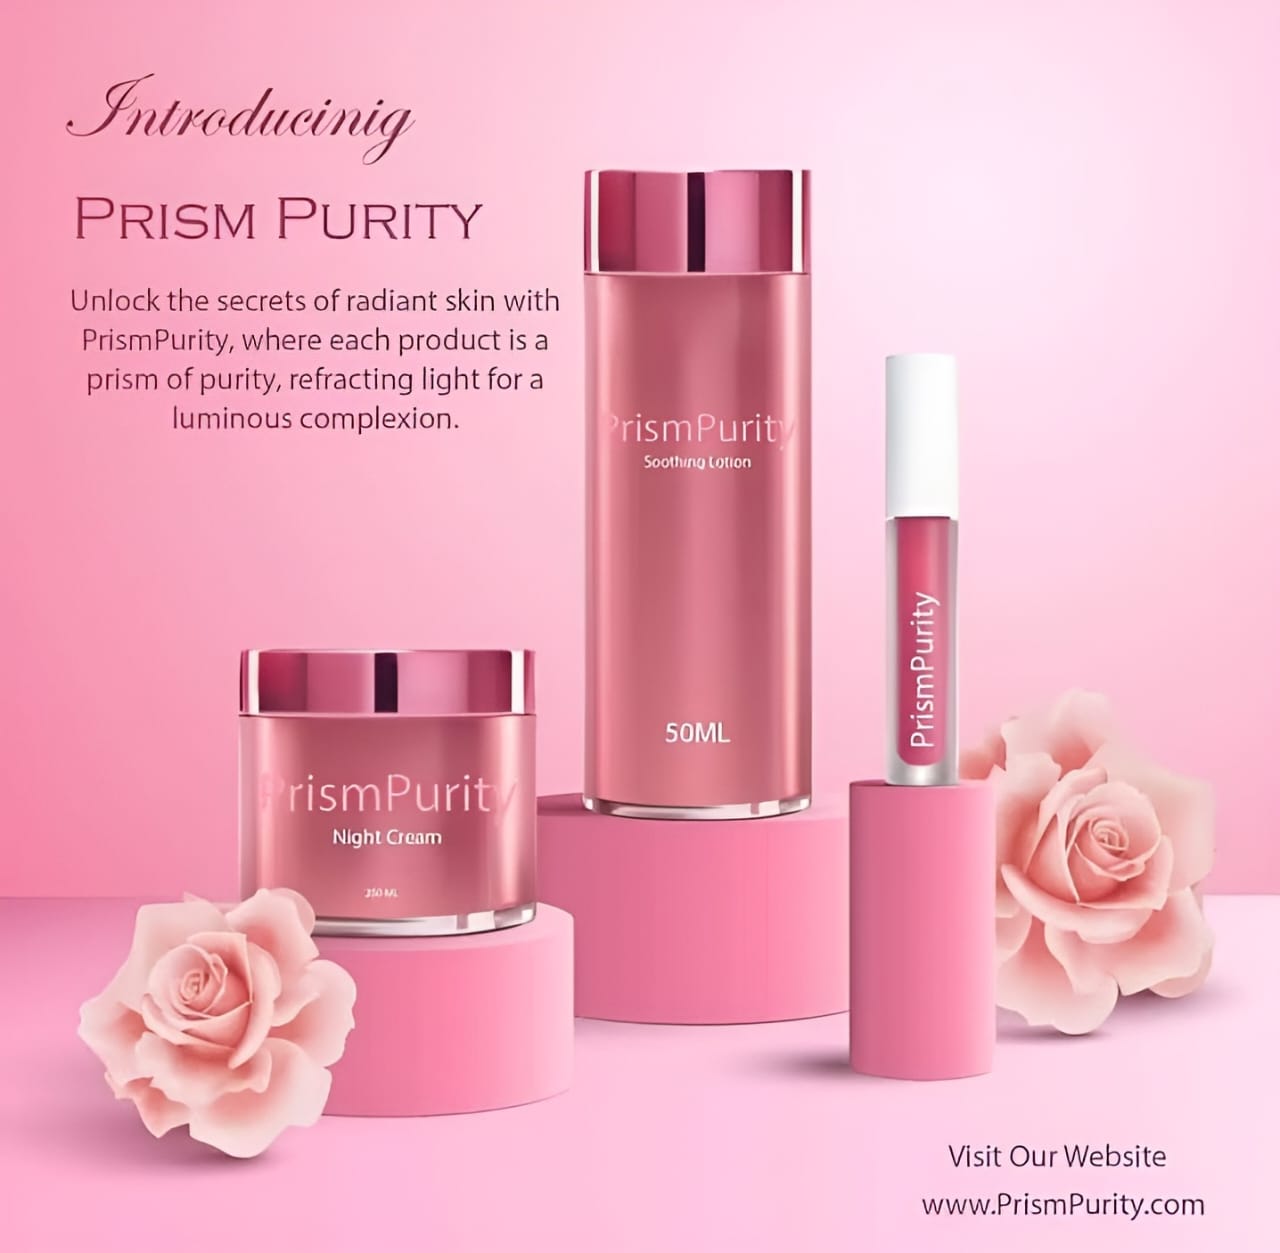 Introducinig
PRISM PURITY
Unlock the secrets of radiant skin with
PrismPurity, where each product is a
prism of purity, refracting light for a
luminous complexion.
PrismPurity
Soothing Lotion
50ML
PrismPurity
PrismPurity
Night Cream
Visit Our Website
www.PrismPurity.com